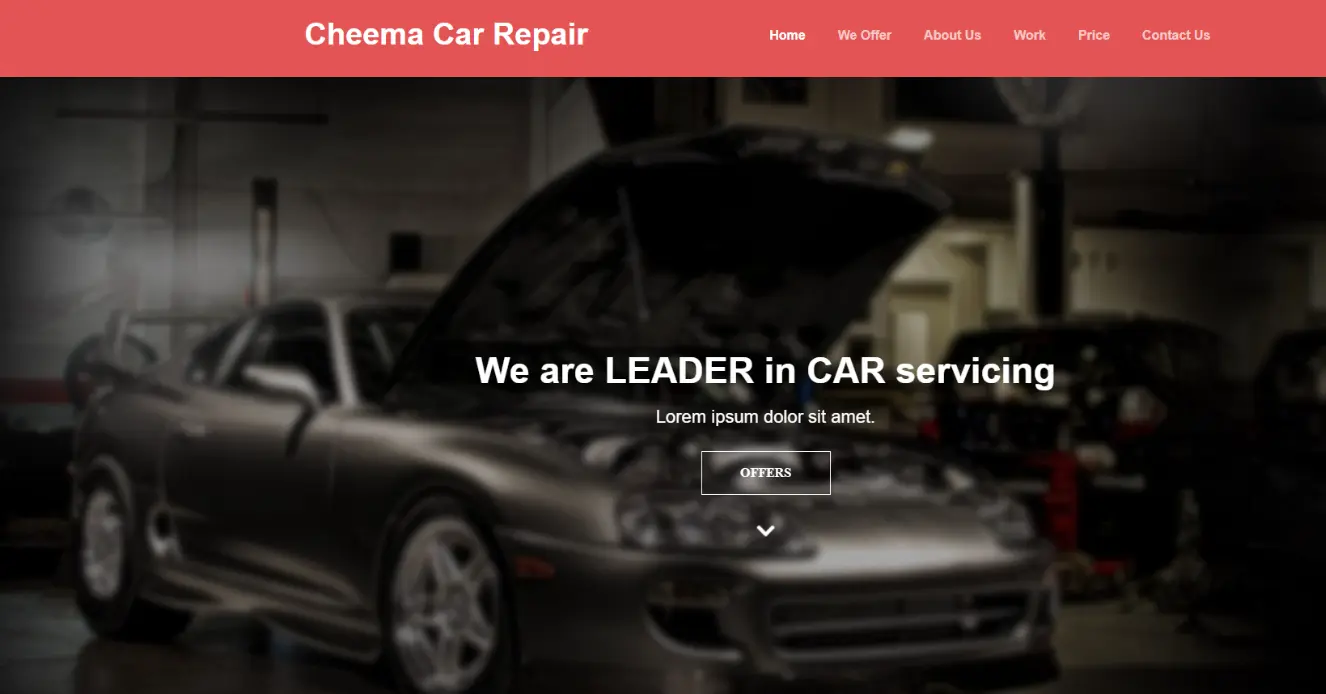 Cheema Car Repair
Home We Offer About Us Work Price Contact Us
We are LEADER in CAR servicing
Lorem ipsum dolor sit amet.
OFFERS